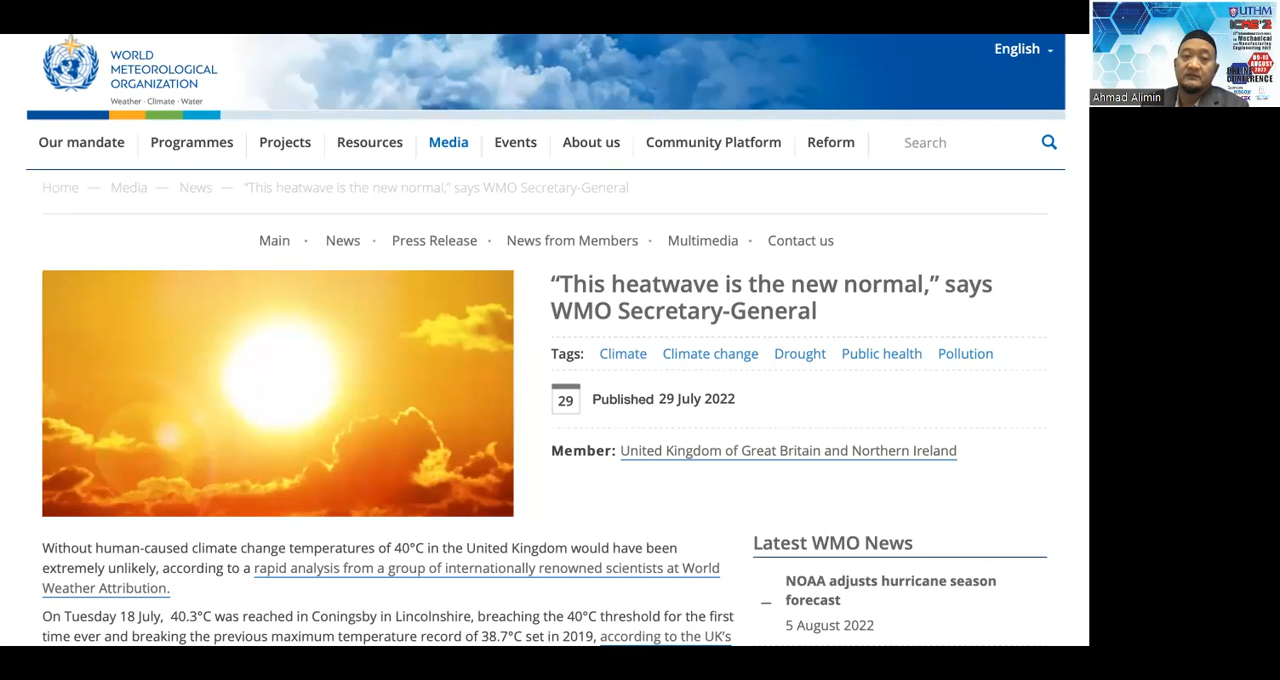 WORLD
METEOROLOGICAL
ORGANIZATION
Weather · Climate · Water
English
Our mandate
Programmes
Projects
Resources
Media
Events
About us
Community Platform
Reform
Search
Home — Media — News — “This heatwave is the new normal,” says WMO Secretary-General
Main · News · Press Release · News from Members · Multimedia · Contact us
“This heatwave is the new normal,” says
WMO Secretary-General
Tags: Climate Climate change Drought Public health Pollution
29 Published 29 July 2022
Member: United Kingdom of Great Britain and Northern Ireland
Without human-caused climate change temperatures of 40°C in the United Kingdom would have been
extremely unlikely, according to a rapid analysis from a group of internationally renowned scientists at World
Weather Attribution.
On Tuesday 18 July, 40.3°C was reached in Coningsby in Lincolnshire, breaching the 40°C threshold for the first
time ever and breaking the previous maximum temperature record of 38.7°C set in 2019, according to the UK’s
Latest WMO News
NOAA adjusts hurricane season
forecast
5 August 2022
UTHM
ICME'2
AUGUST
2022
CONFERENCE
Ahmad Alimin